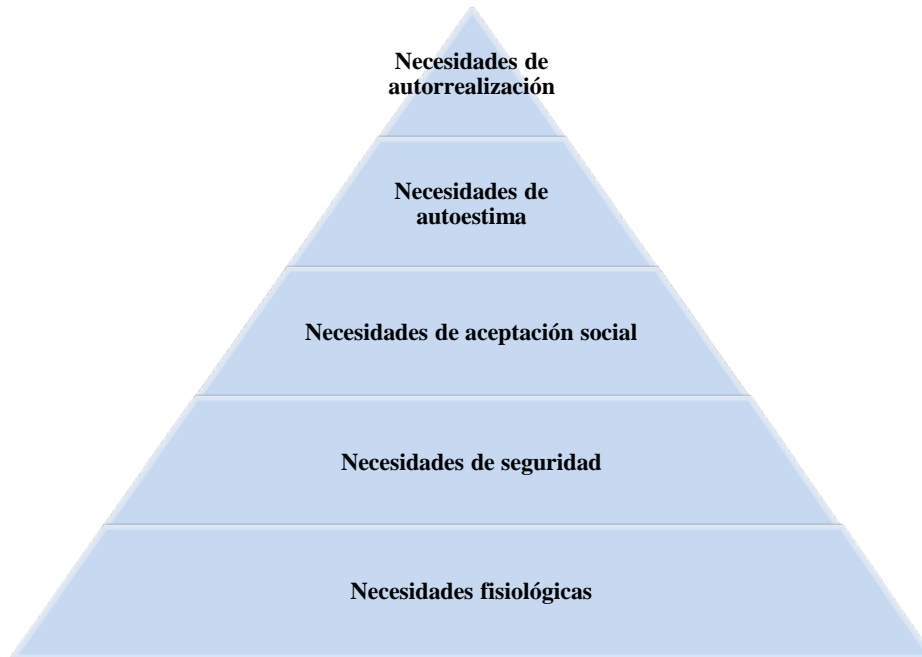 Necesidades de
autorrealización
Necesidades de
autoestima
Necesidades de aceptación social
Necesidades de seguridad
Necesidades fisiológicas